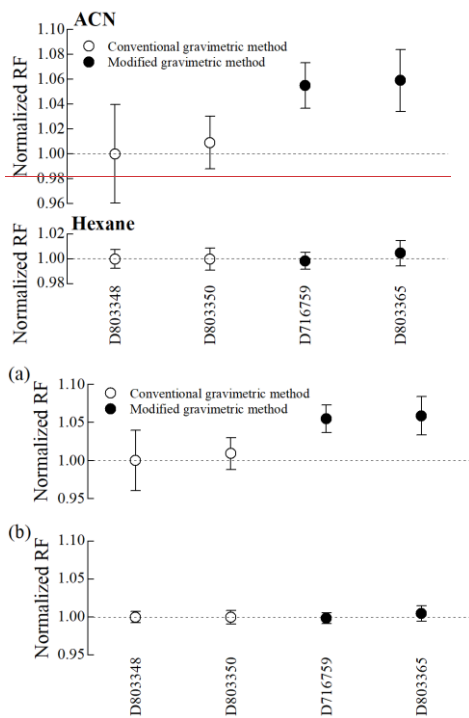 ACN
Conventional gravimetric method
Modified gravimetric method
Normalized RF
1.10
1.08
1.06
1.04
1.02
1.00
0.98
0.96
Hexane
Normalized RF
1.02
1.00
0.98
D803348
D803350
D716759
D803365
(a)
Conventional gravimetric method
Modified gravimetric method
Normalized RF
1.10
1.05
1.00
0.95
(b)
Normalized RF
1.10
1.05
1.00
0.95
D803348
D803350
D716759
D803365